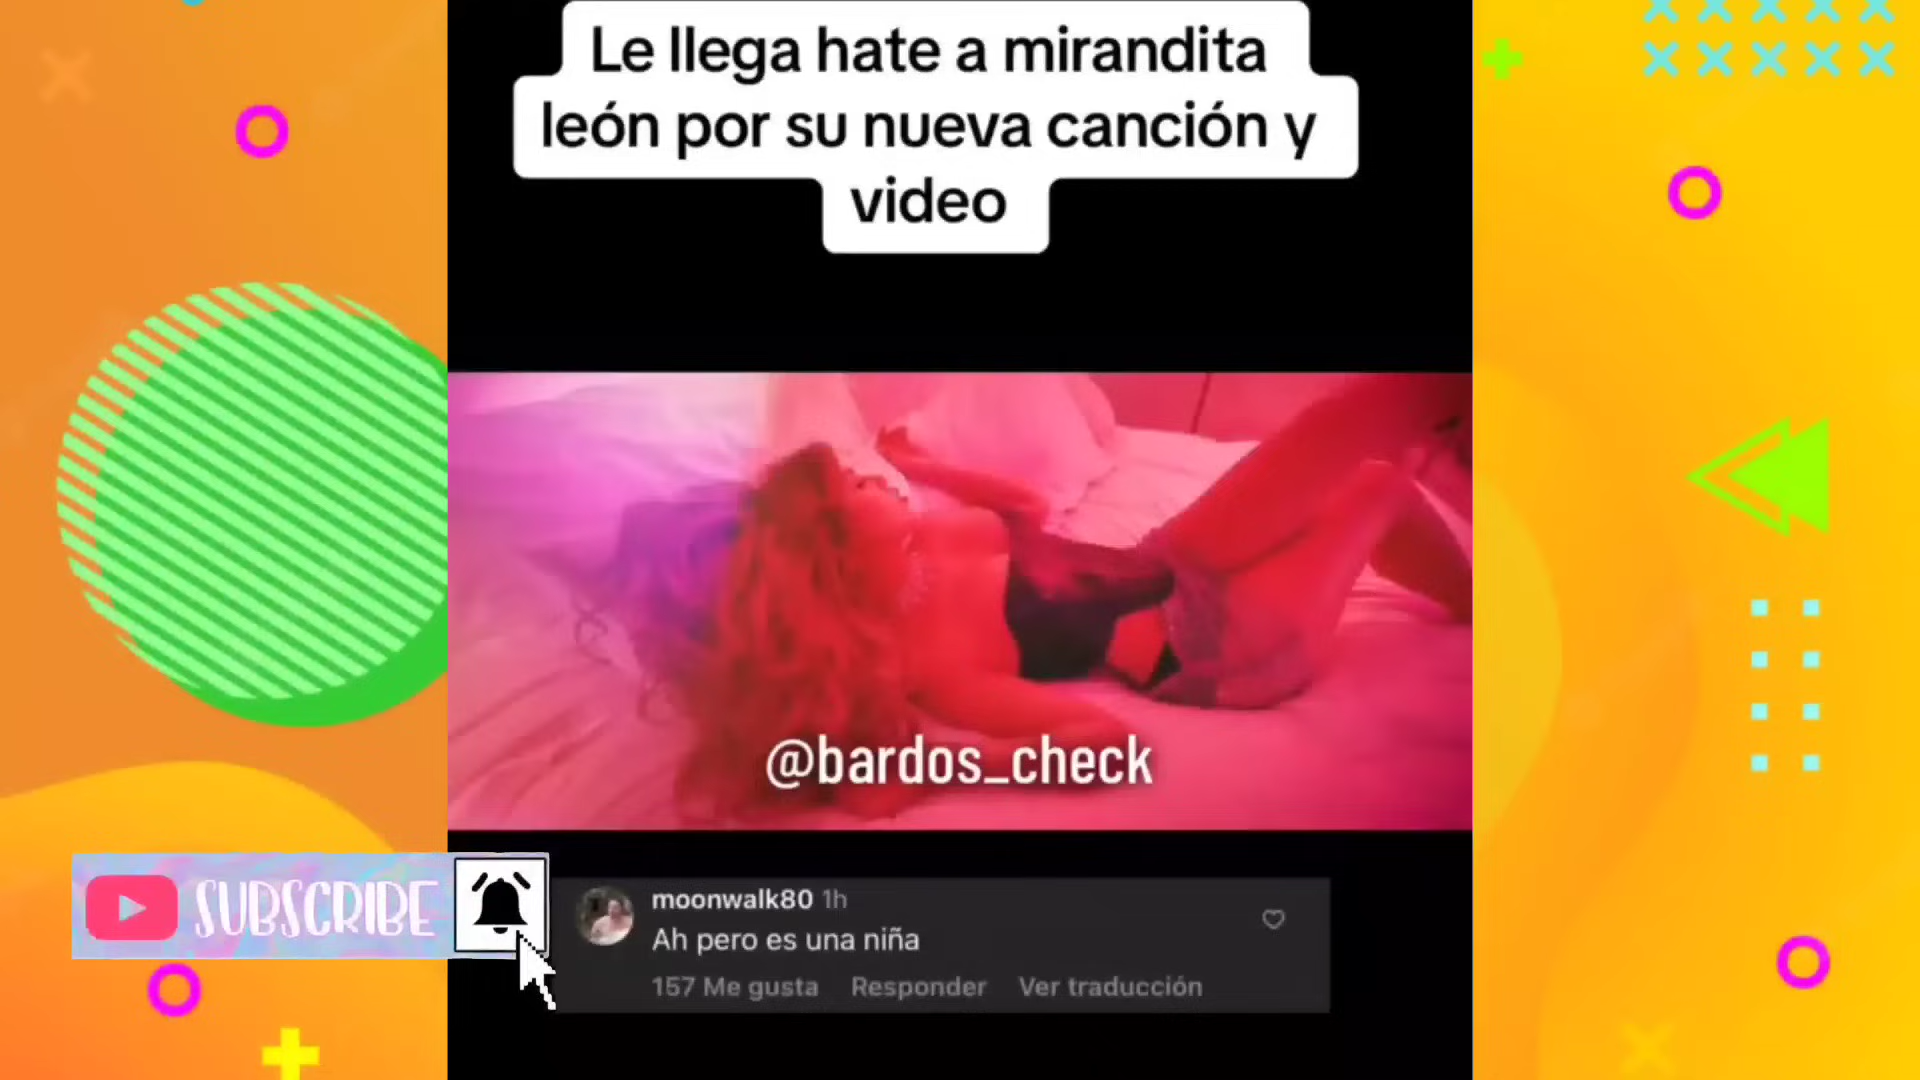 Le llega hate a mirandita
león por su nueva canción y
video
@bardos_check
SUBSCRIBE
moonwalk80 1h
Ah pero es una niña
157 Me gusta Responder Ver traducción